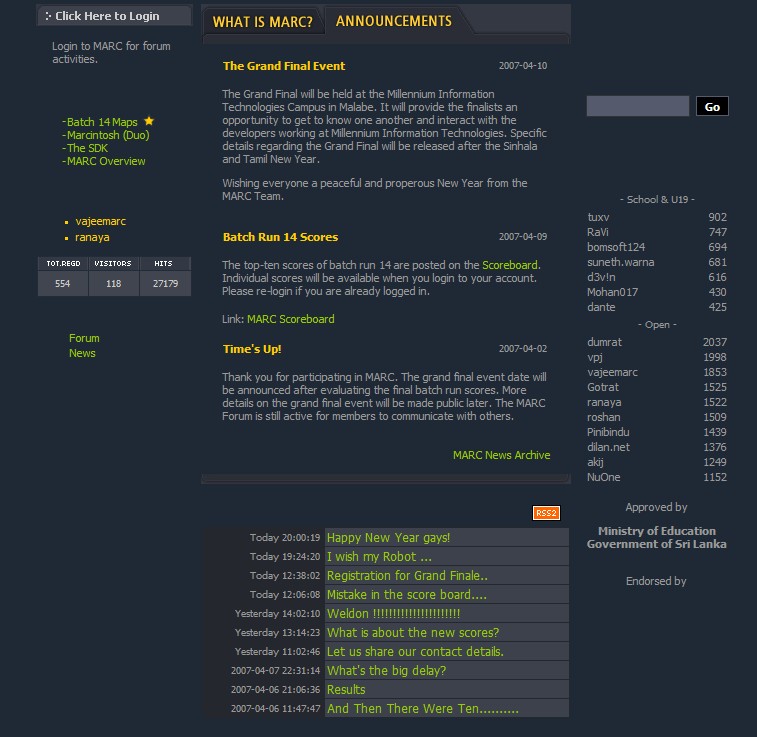 Click Here to Login
Login to MARC for forum
activities.
-Batch 14 Maps
-Marcintosh (Duo)
-The SDK
-MARC Overview
vajeemarc
ranaya
TOT.REGD VISITORS HITS
554 118 27179
Forum
News
WHAT IS MARC? ANNOUNCEMENTS
The Grand Final Event 2007-04-10
The Grand Final will be held at the Millennium Information
Technologies Campus in Malabe. It will provide the finalists an
opportunity to get to know one another and interact with the
developers working at Millennium Information Technologies. Specific
details regarding the Grand Final will be released after the Sinhala
and Tamil New Year.
Wishing everyone a peaceful and properous New Year from the
MARC Team.
Batch Run 14 Scores 2007-04-09
The top-ten scores of batch run 14 are posted on the Scoreboard.
Individual scores will be available when you login to your account.
Please re-login if you are already logged in.
Link: MARC Scoreboard
Time's Up! 2007-04-02
Thank you for participating in MARC. The grand final event date will
be announced after evaluating the final batch run scores. More
details on the grand final event will be made public later. The MARC
Forum is still active for members to communicate with others.
MARC News Archive
RSS2
Today 20:00:19 Happy New Year gays!
Today 19:24:20 I wish my Robot ...
Today 12:38:02 Registration for Grand Finale..
Today 12:06:08 Mistake in the score board....
Yesterday 14:02:10 Weldon !!!!!!!!!!!!!!!!!!!!!!
Yesterday 13:14:23 What is about the new scores?
Yesterday 11:02:46 Let us share our contact details.
2007-04-07 22:31:14 What's the big delay?
2007-04-06 21:06:36 Results
2007-04-06 11:47:47 And Then There Were Ten..........
Go
- School & U19 -
tuxv 902
RaVi 747
bomsoft124 694
suneth.warna 681
d3v!n 616
Mohan017 430
dante 425
- Open -
dumrat 2037
vpj 1998
vajeemarc 1853
Gotrat 1525
ranaya 1522
roshan 1509
Pinibindu 1439
dilan.net 1376
akij 1249
NuOne 1152
Approved by
Ministry of Education
Government of Sri Lanka
Endorsed by